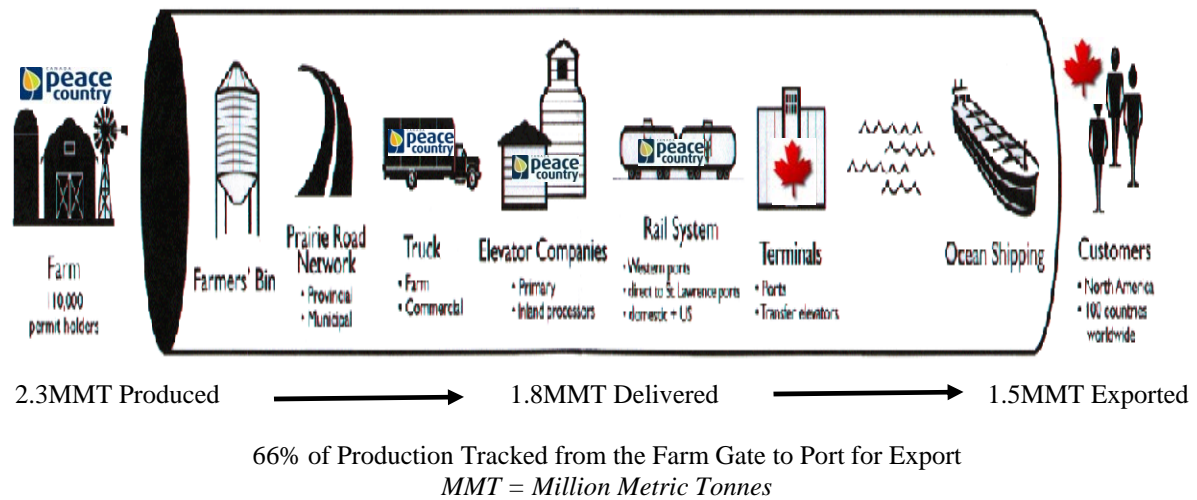 CANADA
peace
country
Farm
110,000
permit holders
Farmers' Bin
Prairie Road
Network
• Provincial
• Municipal
peace
country
Truck
• Farm
• Commercial
peace
country
Elevator Companies
• Primary
• Inland processors
peace
country
Rail System
• Western ports
• direct to St. Lawrence ports
• domestic + US
Terminals
• Ports
• Transfer elevators
Ocean Shipping
Customers
• North America
• 100 countries
worldwide
2.3MMT Produced
1.8MMT Delivered
1.5MMT Exported
66% of Production Tracked from the Farm Gate to Port for Export
MMT = Million Metric Tonnes